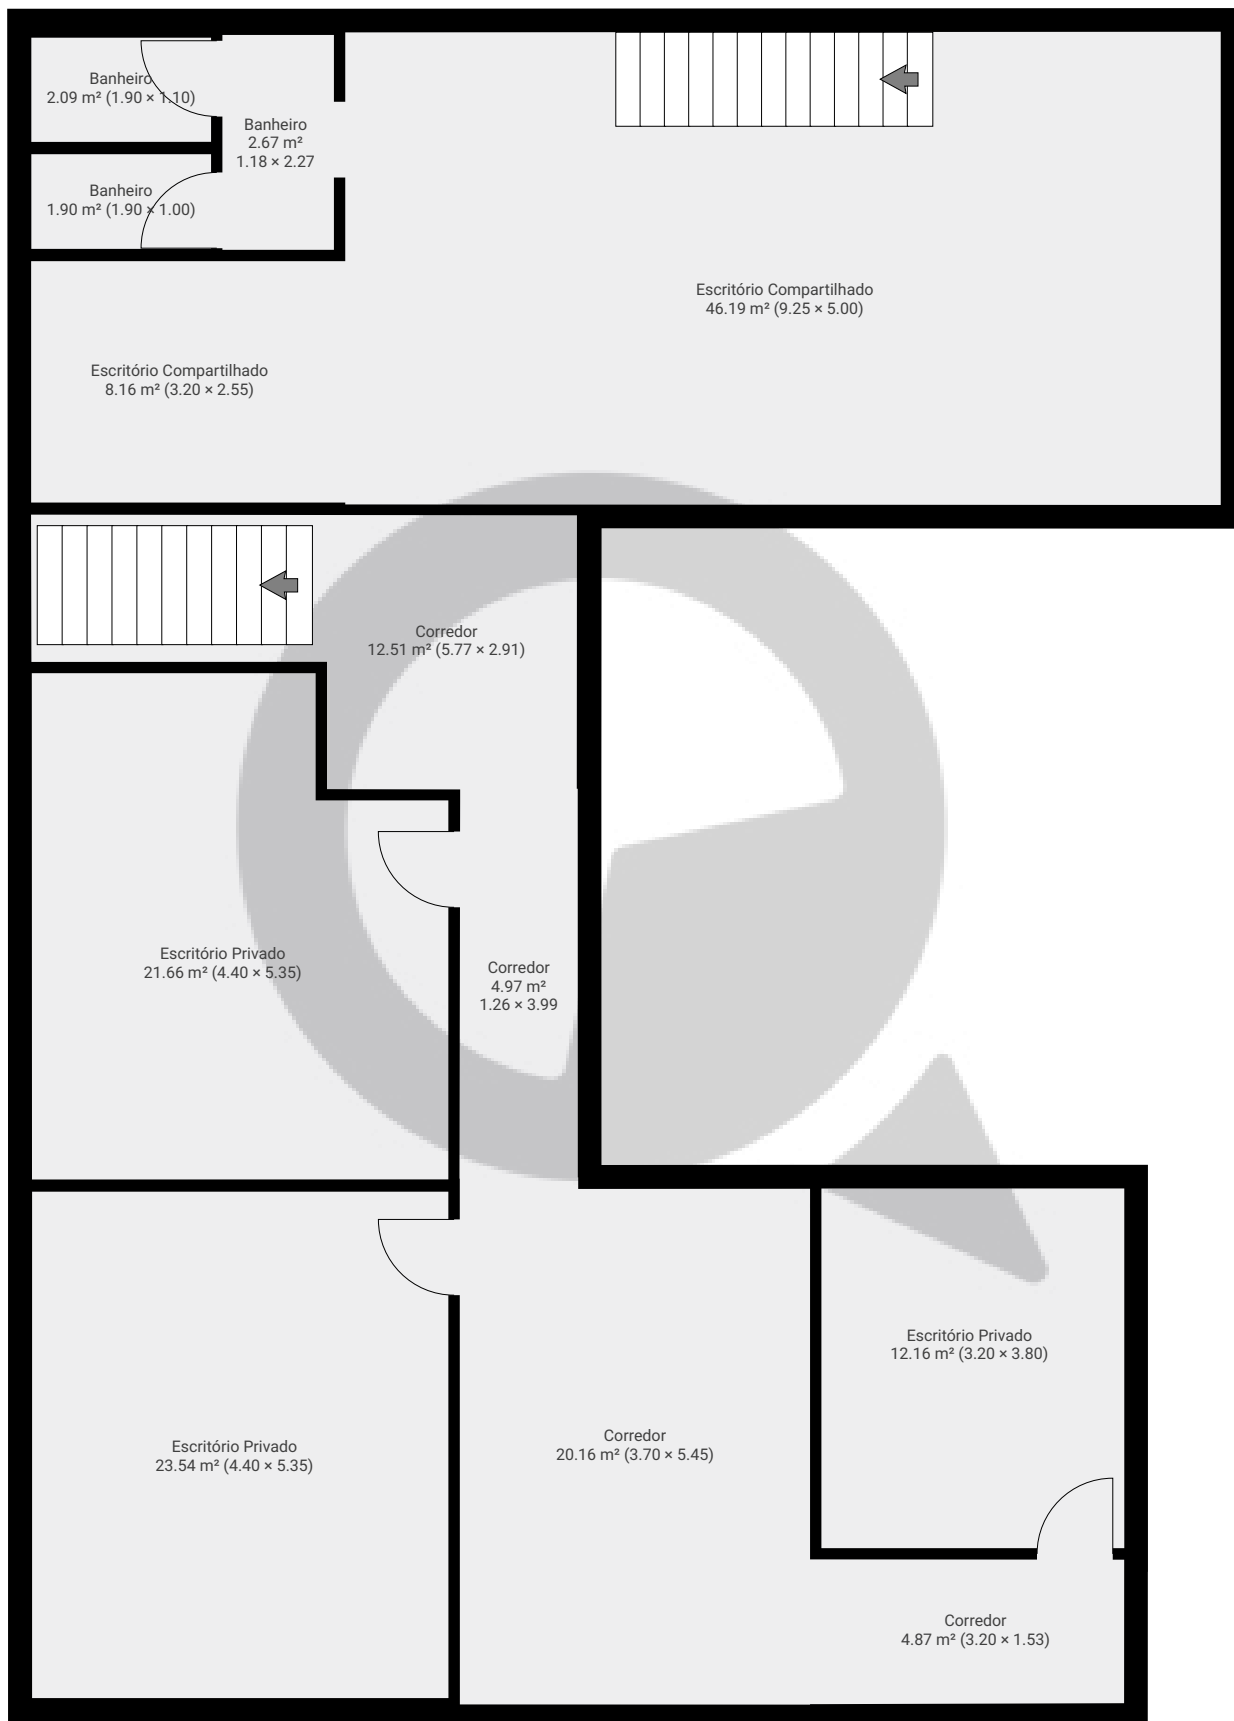 Banheiro
2.09 m² (1.90 × 1.10)
Banheiro
2.67 m²
1.18 × 2.27
Banheiro
1.90 m² (1.90 × 1.00)
Escritório Compartilhado
46.19 m² (9.25 × 5.00)
Escritório Compartilhado
8.16 m² (3.20 × 2.55)
Corredor
12.51 m² (5.77 × 2.91)
Escritório Privado
21.66 m² (4.40 × 5.35)
Corredor
4.97 m²
1.26 × 3.99
Escritório Privado
12.16 m² (3.20 × 3.80)
Escritório Privado
23.54 m² (4.40 × 5.35)
Corredor
20.16 m² (3.70 × 5.45)
Corredor
4.87 m² (3.20 × 1.53)